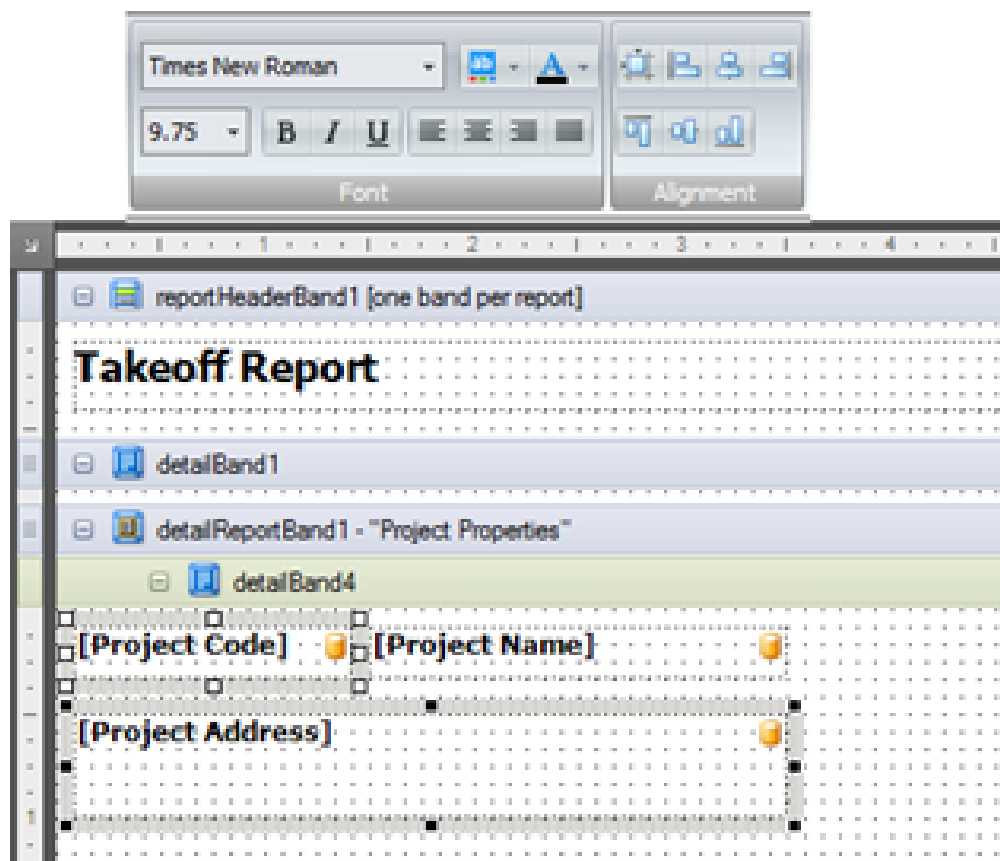 Times New Roman
9.75 B I U
Font Alignment
1 2 3 4
reportHeaderBand1 [one band per report]
Takeoff Report
detailBand1
detailReportBand1 - "Project Properties"
detailBand4
[Project Code] [Project Name]
[Project Address]
1